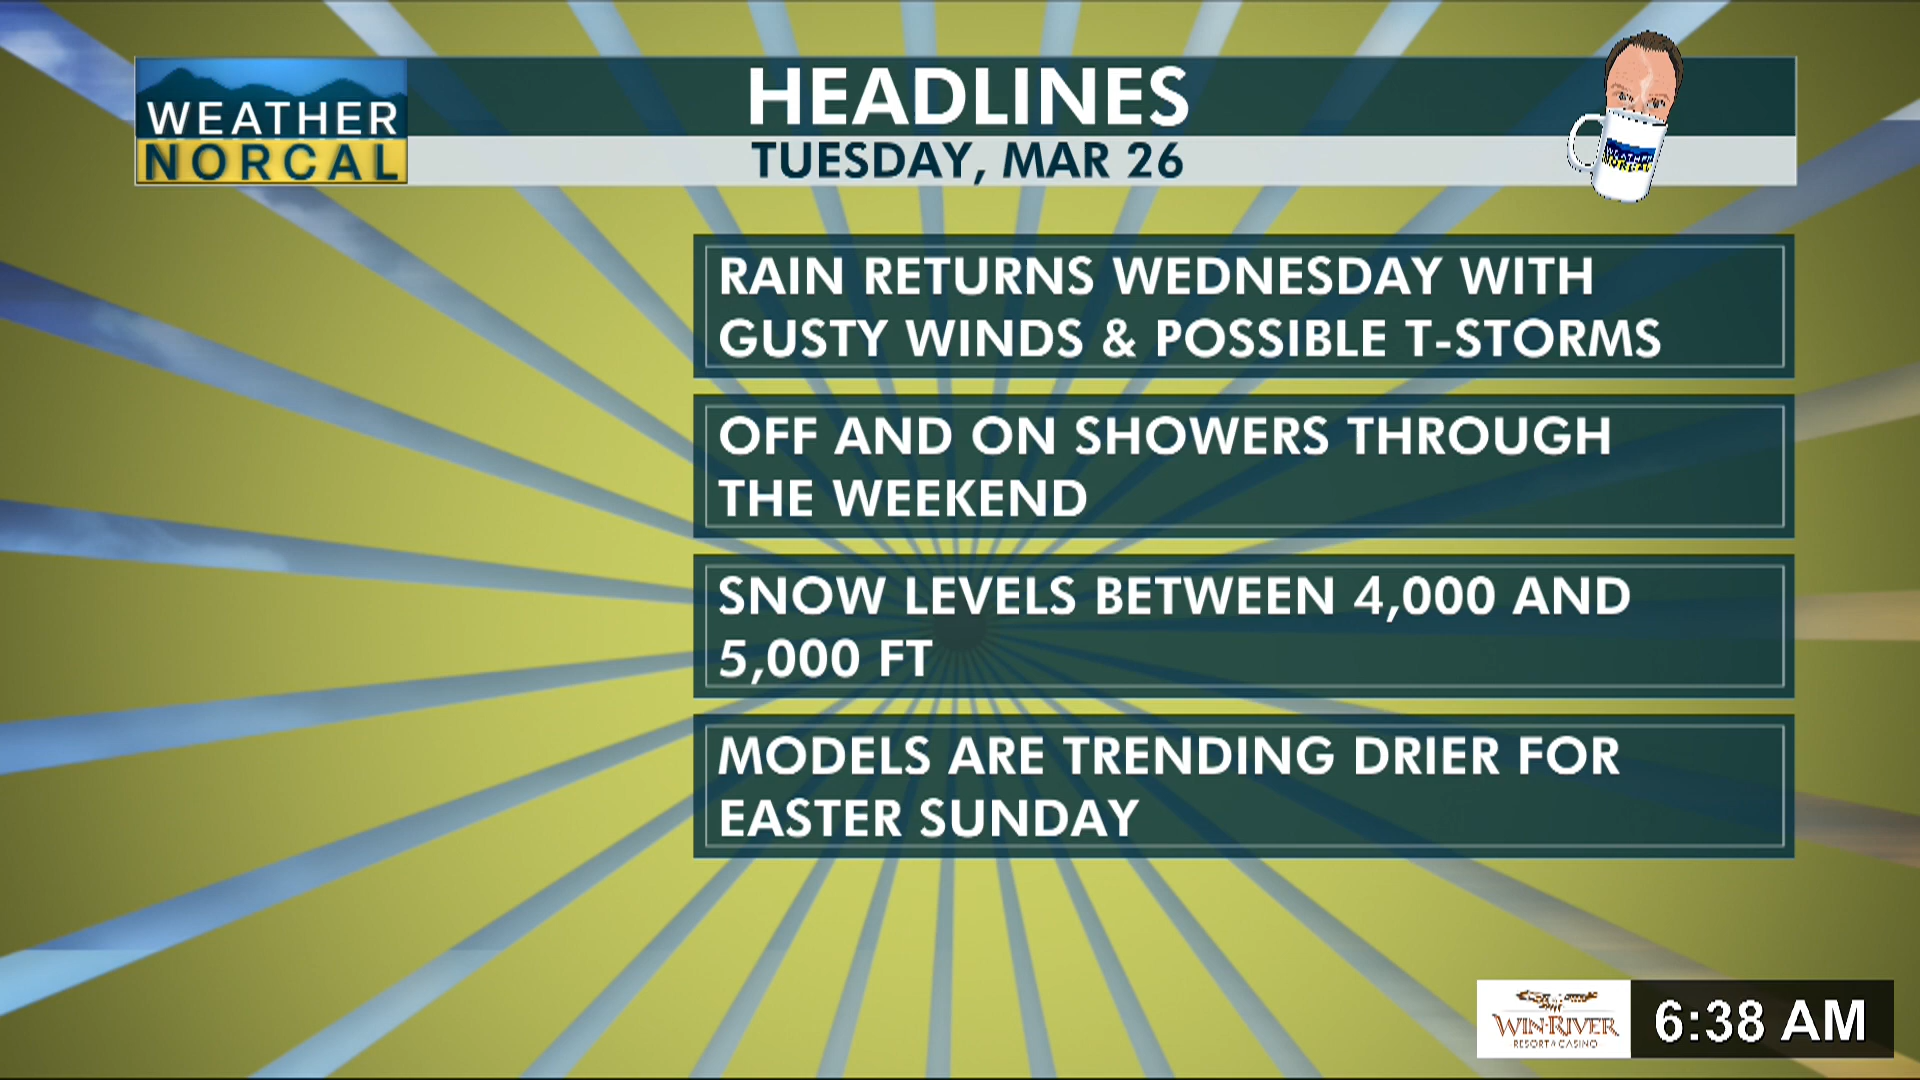 WEATHER
NORCAL
HEADLINES
TUESDAY, MAR 26
WEATHER
NORCAL
RAIN RETURNS WEDNESDAY WITH
GUSTY WINDS & POSSIBLE T-STORMS
OFF AND ON SHOWERS THROUGH
THE WEEKEND
SNOW LEVELS BETWEEN 4,000 AND
5,000 FT
MODELS ARE TRENDING DRIER FOR
EASTER SUNDAY
WIN-RIVER
RESORT & CASINO
6:38 AM